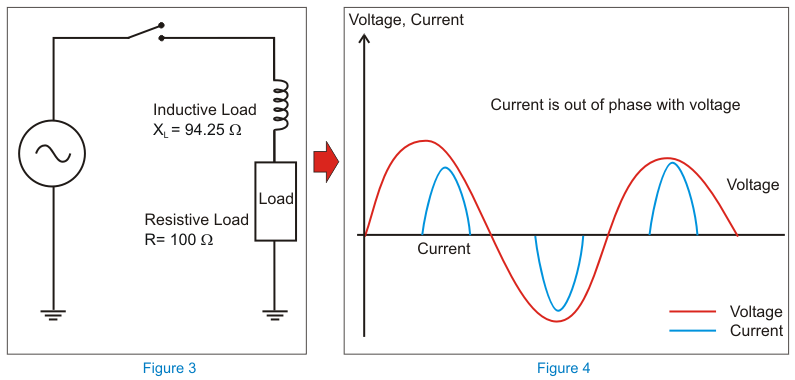 Inductive Load
X_L = 94.25 Ω
Load
Resistive Load
R= 100 Ω
Figure 3
Voltage, Current
Current is out of phase with voltage
Voltage
Current
Voltage
Current
Figure 4